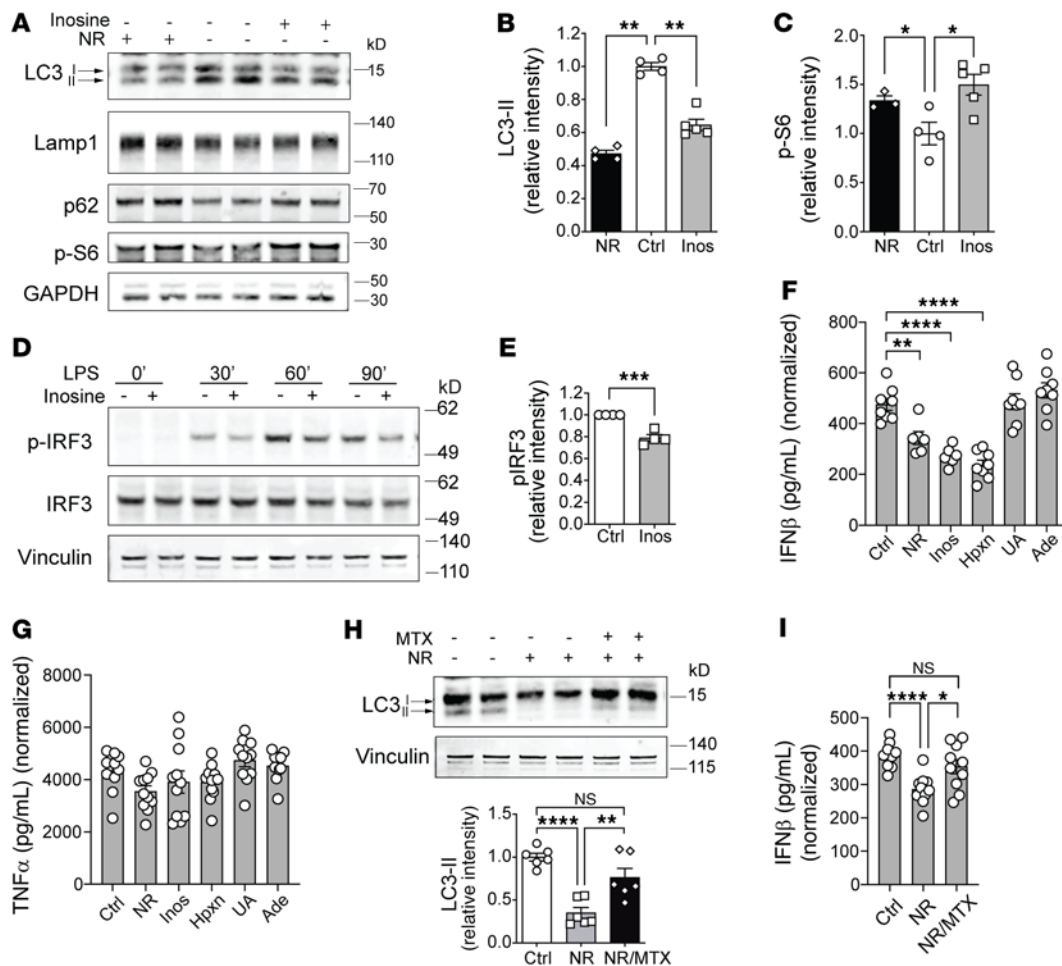 A
Inosine - - - - + +
NR + + - - - -
kD
LC3 I
II
15
Lamp1
140
110
p62
70
50
p-S6
30
GAPDH
50
30
B
** **
LC3-II
(relative intensity)
1.2
1.0
0.8
0.6
0.4
0.2
0.0
NR Ctrl Inos
C
* *
p-S6
(relative intensity)
2.0
1.5
1.0
0.5
0.0
NR Ctrl Inos
D
LPS 0' 30' 60' 90'
Inosine - + - + - + - +
kD
p-IRF3
62
49
IRF3
62
49
Vinculin
140
110
E
***
pIRF3
(relative intensity)
1.2
1.0
0.8
0.6
0.4
0.2
0.0
Ctrl Inos
F
****
****
**
IFNβ (pg/mL) (normalized)
800
600
400
200
0
Ctrl NR Inos Hpxn UA Ade
G
TNFα (pg/mL) (normalized)
8000
6000
4000
2000
0
Ctrl NR Inos Hpxn UA Ade
H
MTX - - - - + +
NR - - + + + +
kD
LC3 I
II
15
Vinculin
140
115
NS
**** **
LC3-II
(relative intensity)
1.5
1.0
0.5
0.0
Ctrl NR NR/MTX
I
NS
**** *
IFNβ (pg/mL)
(normalized)
500
400
300
200
100
0
Ctrl NR NR/MTX